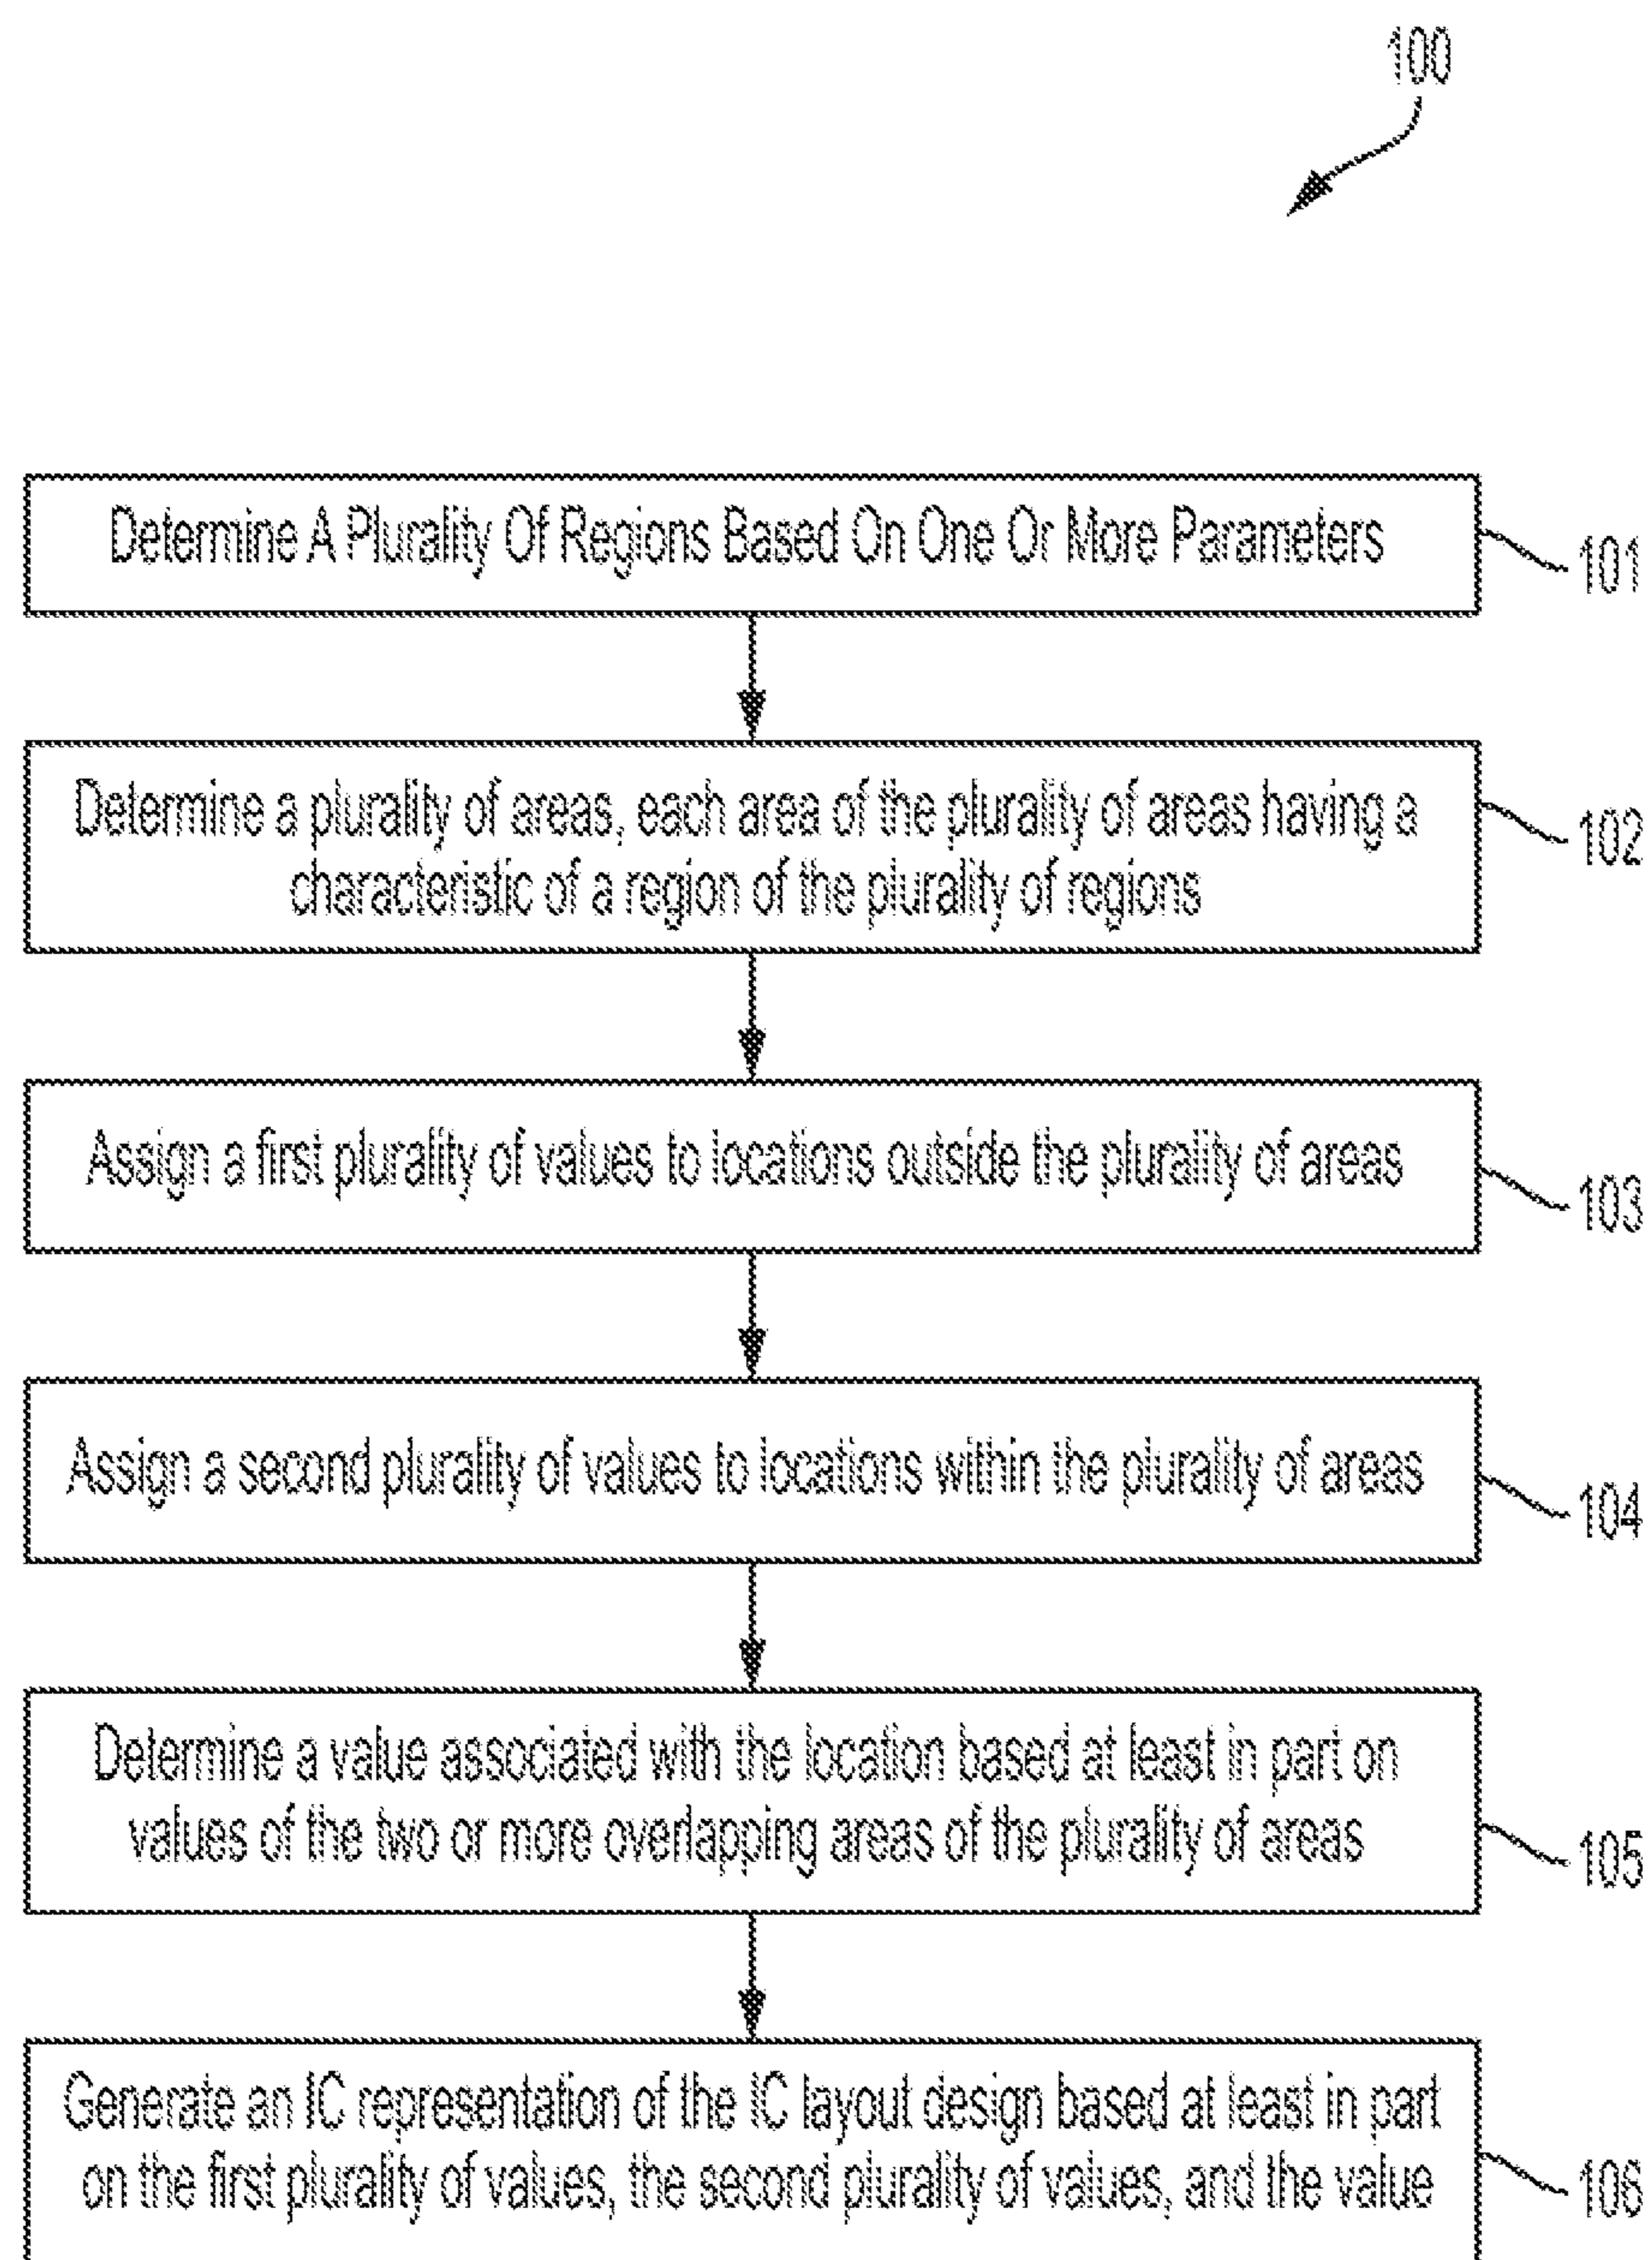 100
Determine A Plurality Of Regions Based On One Or More Parameters
101
Determine a plurality of areas, each area of the plurality of areas having a
characteristic of a region of the plurality of regions
102
Assign a first plurality of values to locations outside the plurality of areas
103
Assign a second plurality of values to locations within the plurality of areas
104
Determine a value associated with the location based at least in part on
values of the two or more overlapping areas of the plurality of areas
105
Generate an IC representation of the IC layout design based at least in part
on the first plurality of values, the second plurality of values, and the value
106